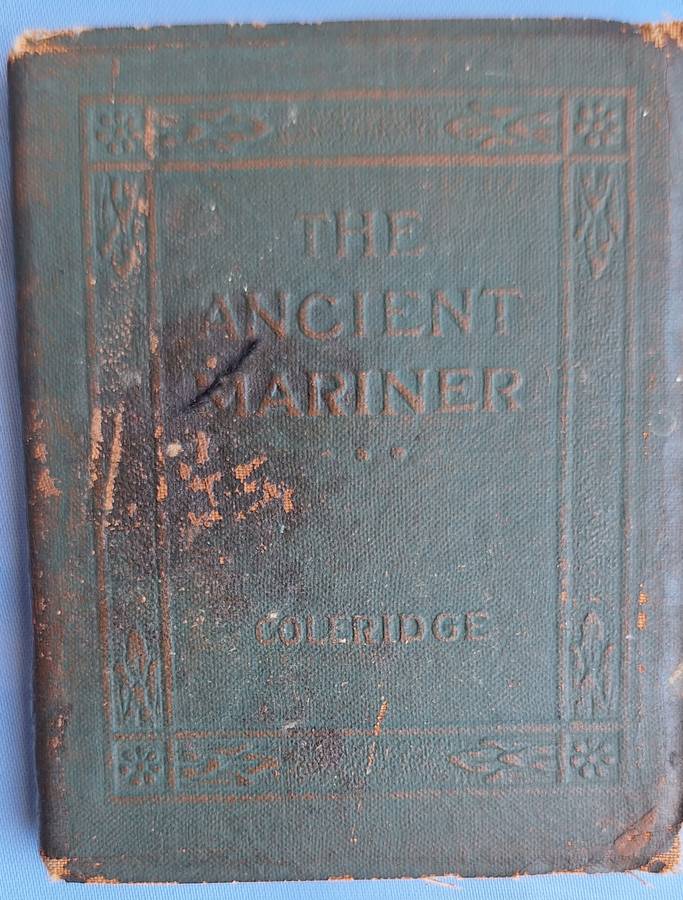 THE
ANCIENT
MARINER
COLERIDGE